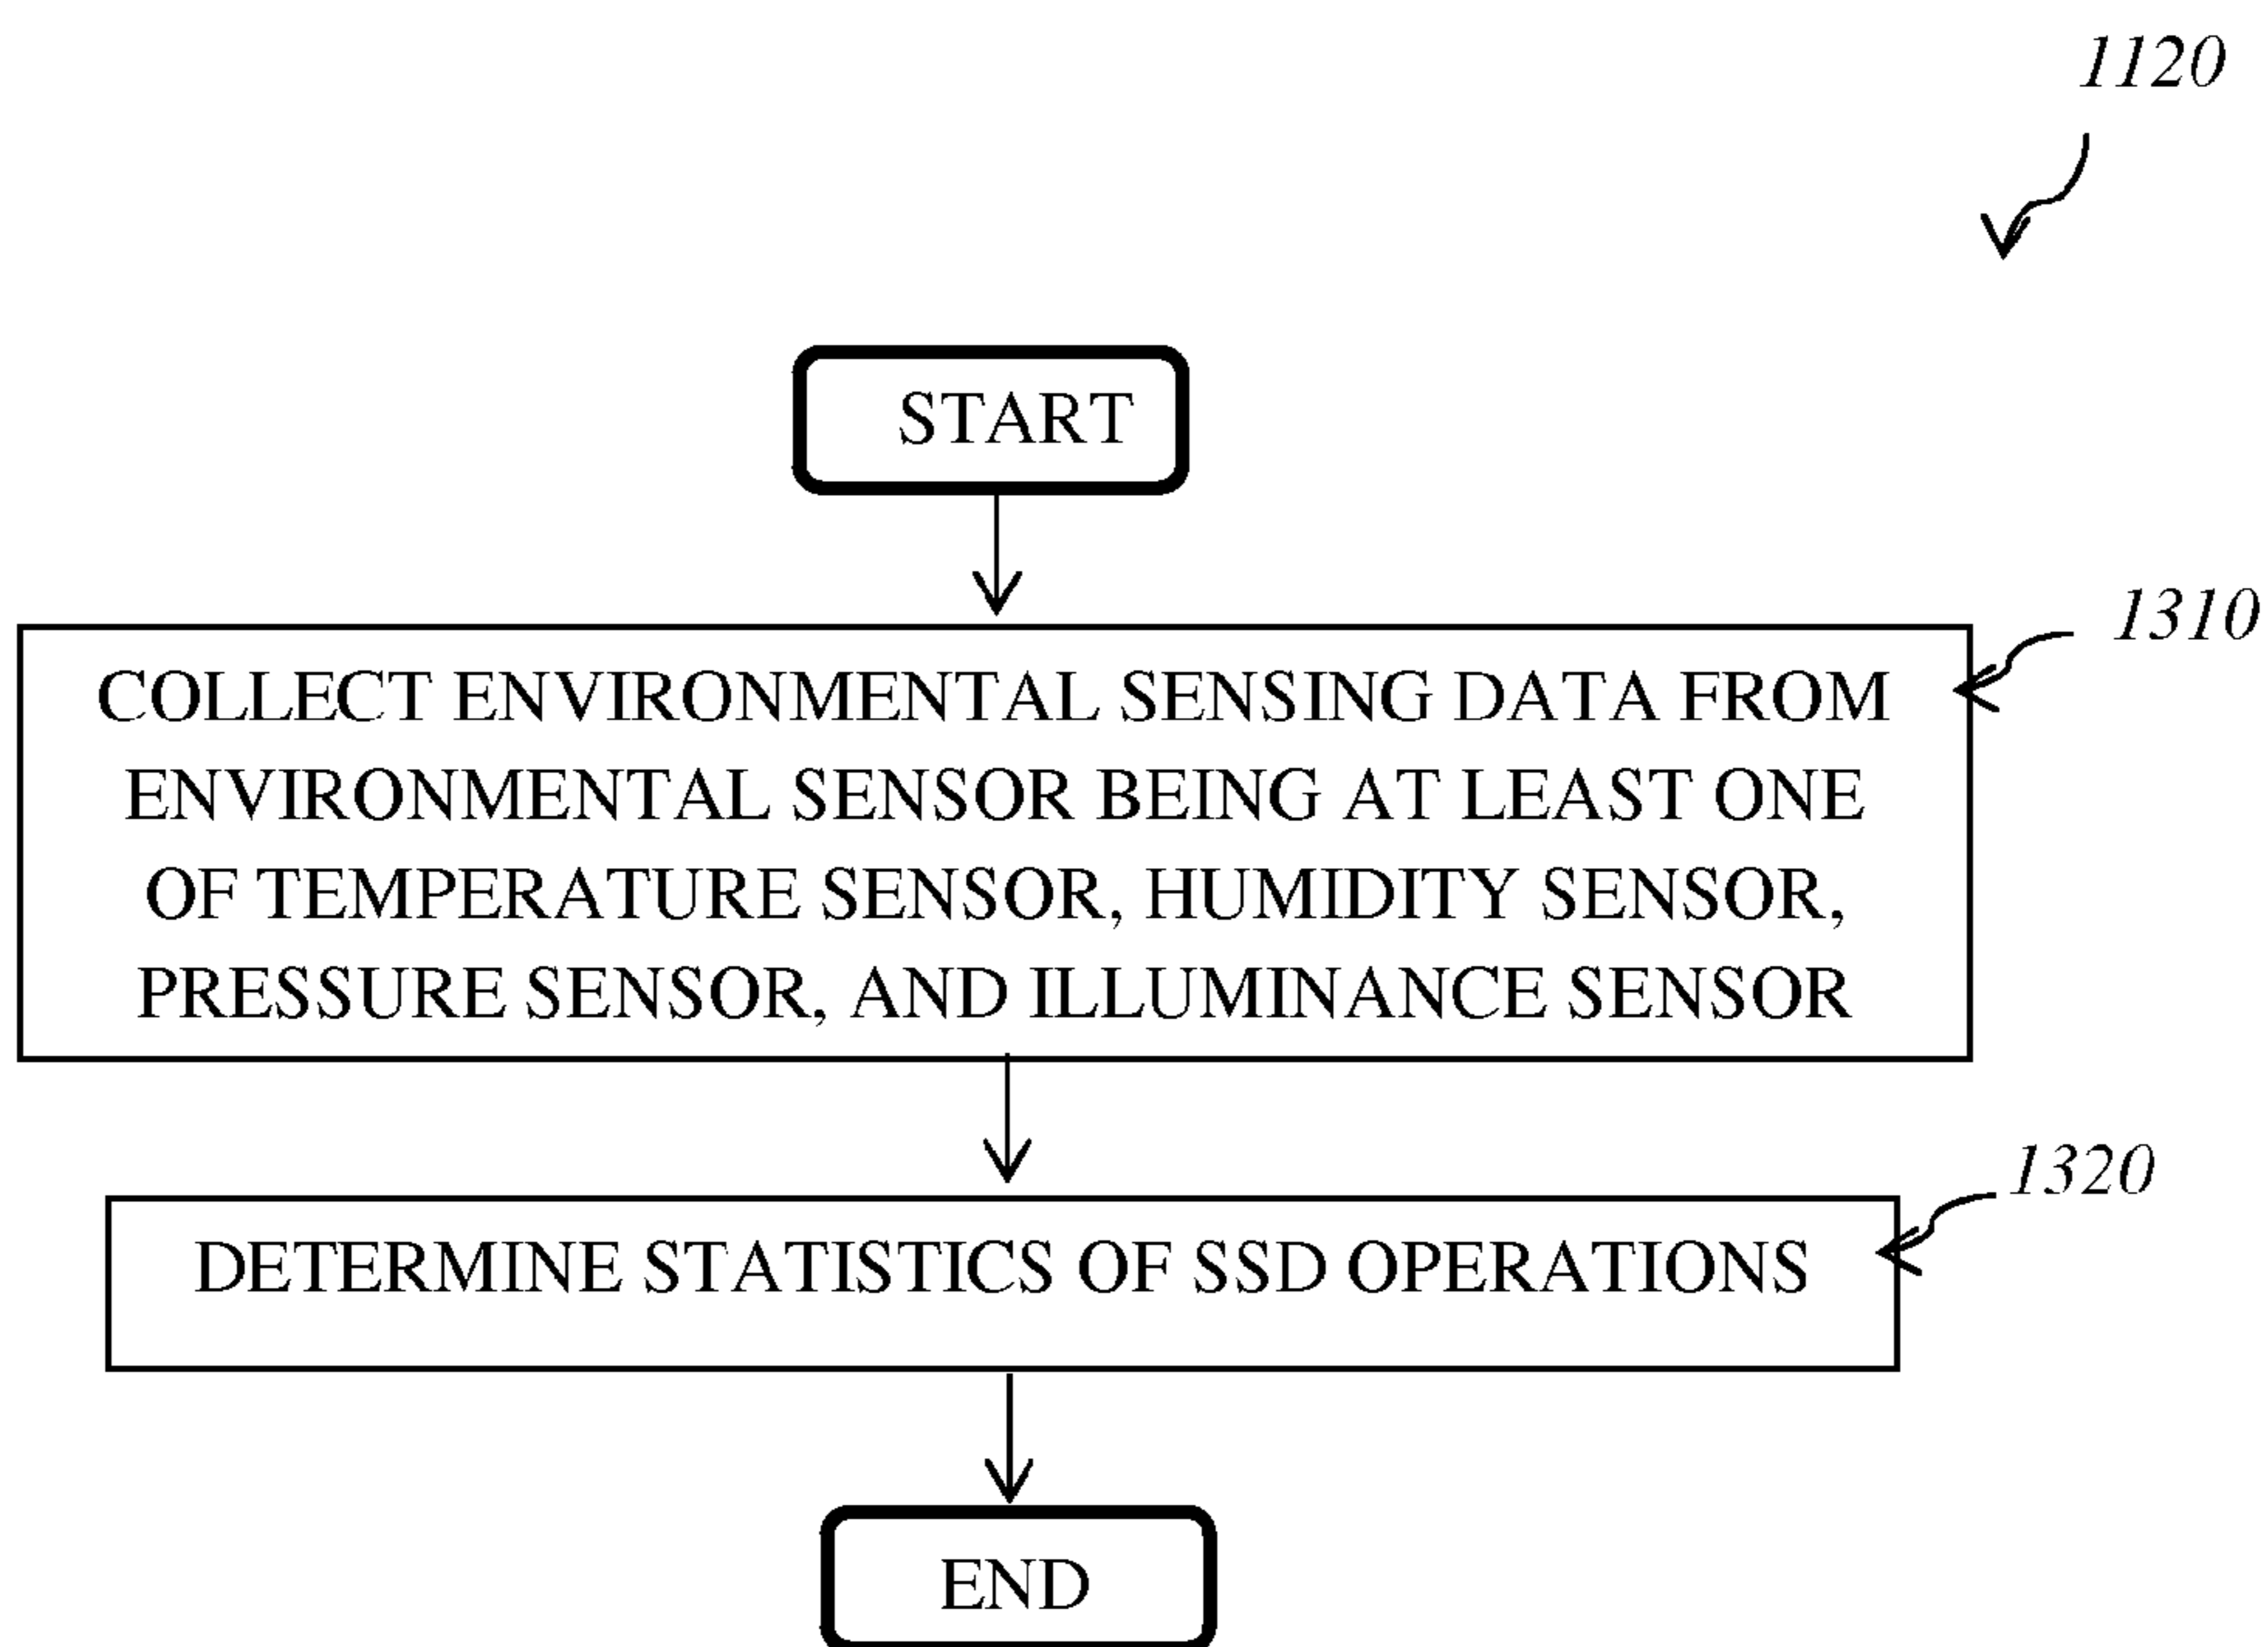 1120
START
1310
COLLECT ENVIRONMENTAL SENSING DATA FROM
ENVIRONMENTAL SENSOR BEING AT LEAST ONE
OF TEMPERATURE SENSOR, HUMIDITY SENSOR,
PRESSURE SENSOR, AND ILLUMINANCE SENSOR
1320
DETERMINE STATISTICS OF SSD OPERATIONS
END